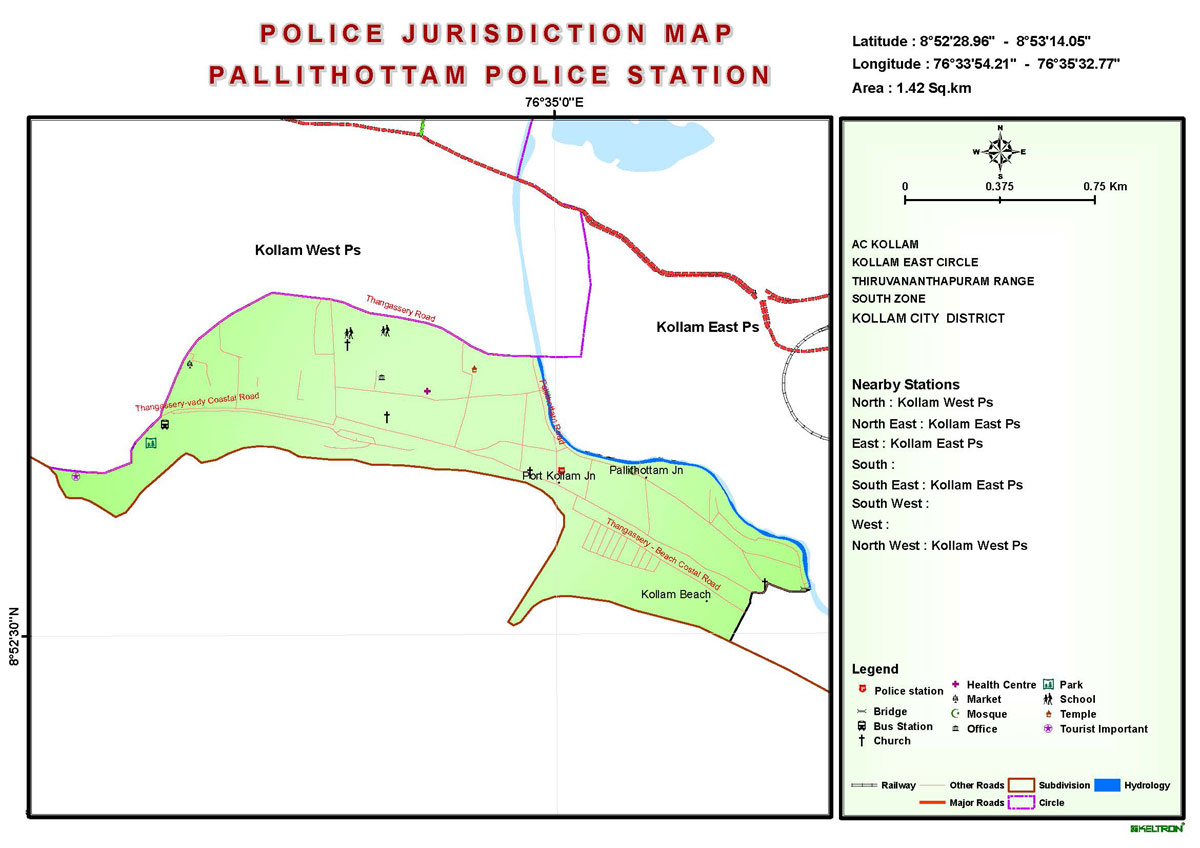 POLICE JURISDICTION MAP
PALLITHOTTAM POLICE STATION
Latitude : 8°52'28.96" - 8°53'14.05"
Longitude : 76°33'54.21" - 76°35'32.77"
Area : 1.42 Sq.km
76°35'0"E
8°52'30"N
Kollam West Ps
Kollam East Ps
Thangassery Road
Thangassery-vady Coastal Road
Pallithottam Road
Port Kollam Jn
Pallithottam Jn
Thangassery - Beach Costal Road
Kollam Beach
N
W E
S
0 0.375 0.75 Km
AC KOLLAM
KOLLAM EAST CIRCLE
THIRUVANANTHAPURAM RANGE
SOUTH ZONE
KOLLAM CITY DISTRICT
Nearby Stations
North : Kollam West Ps
North East : Kollam East Ps
East : Kollam East Ps
South :
South East : Kollam East Ps
South West :
West :
North West : Kollam West Ps
Legend
Police station
Bridge
Bus Station
Church
Health Centre
Market
Mosque
Office
Park
School
Temple
Tourist Important
Railway Other Roads Subdivision Hydrology
Major Roads Circle
KELTRON